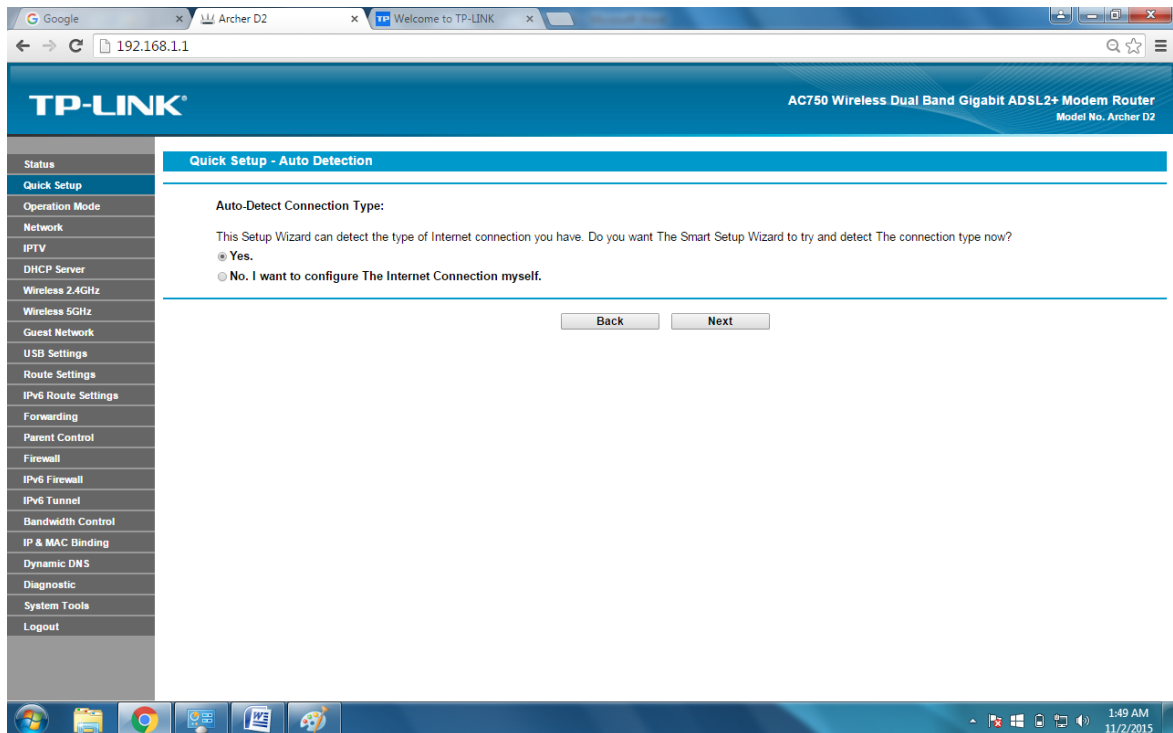 Google
Archer D2
TP Welcome to TP-LINK
192.168.1.1
TP-LINK®
AC750 Wireless Dual Band Gigabit ADSL2+ Modem Router
Model No. Archer D2
Status
Quick Setup
Operation Mode
Network
IPTV
DHCP Server
Wireless 2.4GHz
Wireless 5GHz
Guest Network
USB Settings
Route Settings
IPv6 Route Settings
Forwarding
Parent Control
Firewall
IPv6 Firewall
IPv6 Tunnel
Bandwidth Control
IP & MAC Binding
Dynamic DNS
Diagnostic
System Tools
Logout
Quick Setup - Auto Detection
Auto-Detect Connection Type:
This Setup Wizard can detect the type of Internet connection you have. Do you want The Smart Setup Wizard to try and detect The connection type now?
Yes.
No. I want to configure The Internet Connection myself.
Back Next
1:49 AM
11/2/2015